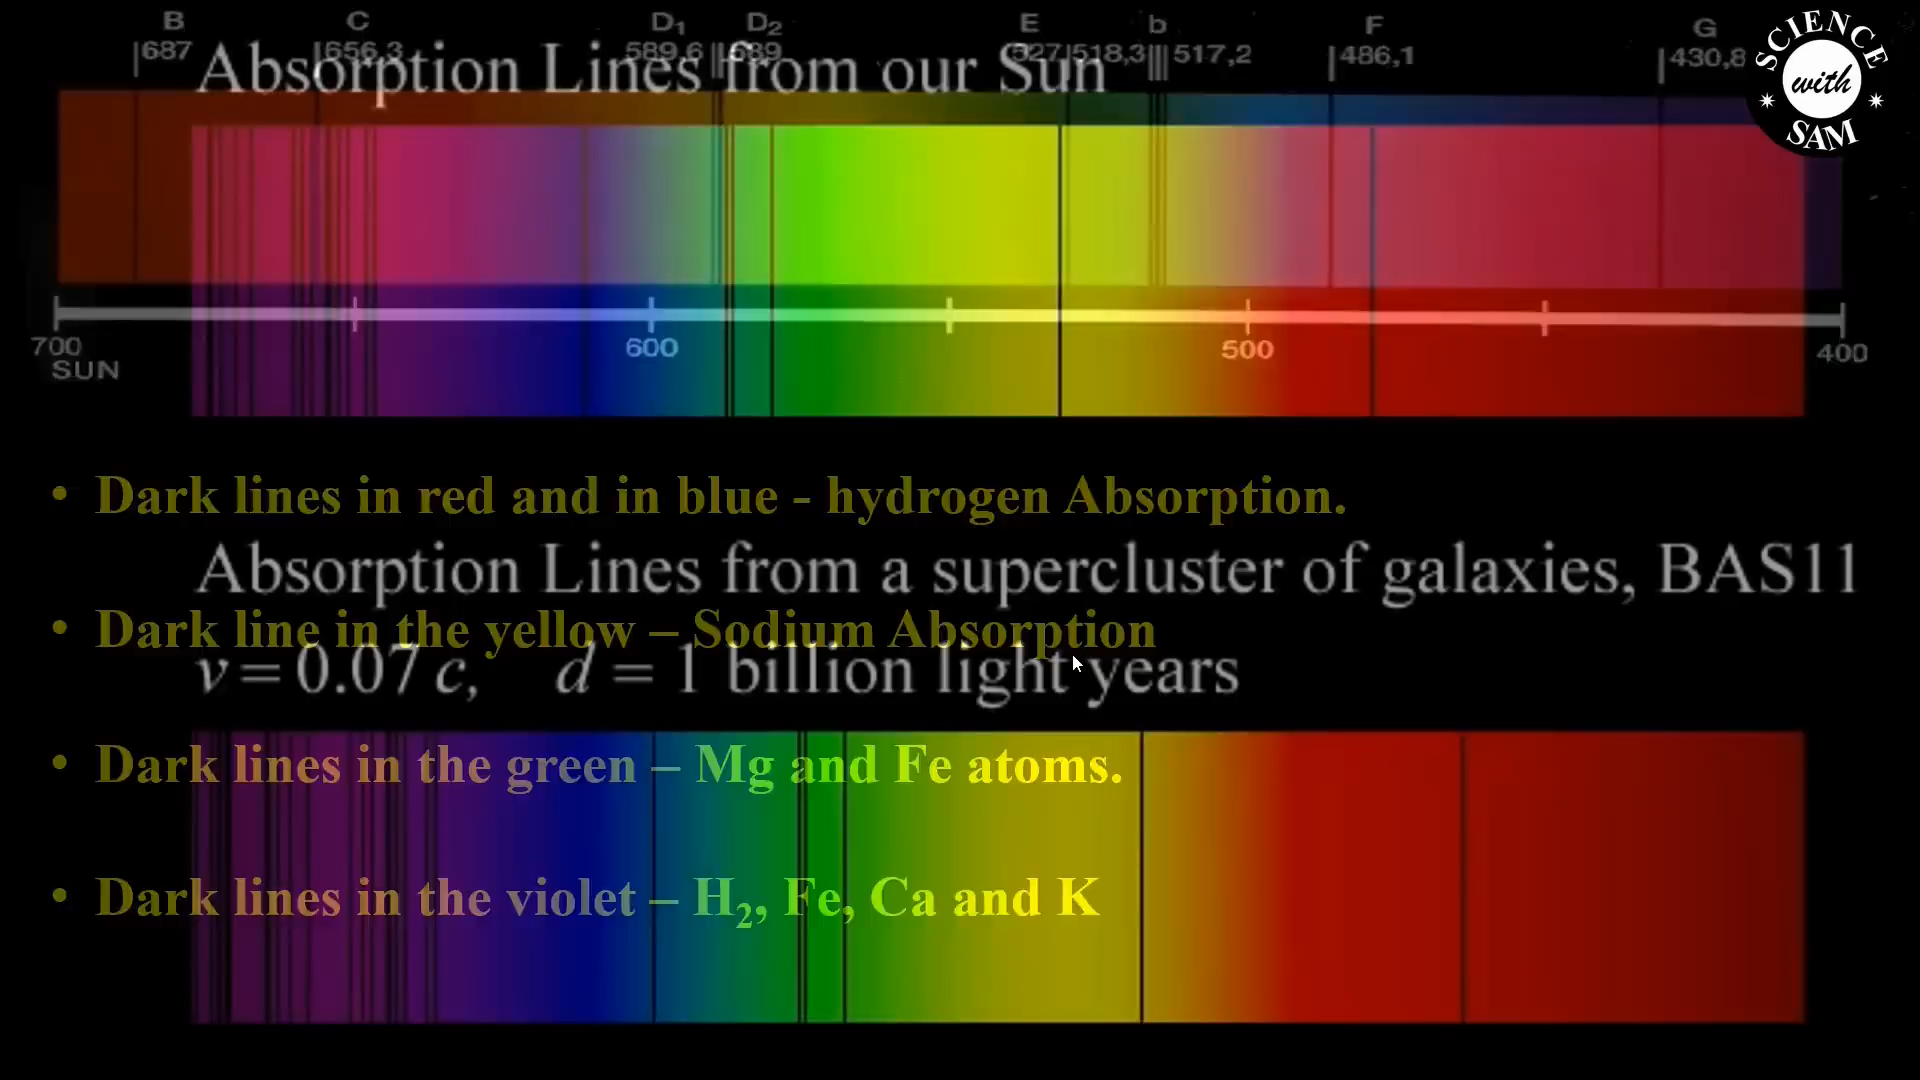 B C D₁ D₂ E b F G
687 656,3 589,6 589 527 518,3 517,2 486,1 430,8
SCIENCE with SAM
Absorption Lines from our Sun
700 600 500 400
SUN
• Dark lines in red and in blue - hydrogen Absorption.
Absorption Lines from a supercluster of galaxies, BAS11
• Dark line in the yellow – Sodium Absorption
v = 0.07 c, d = 1 billion light years
• Dark lines in the green – Mg and Fe atoms.
• Dark lines in the violet – H₂, Fe, Ca and K